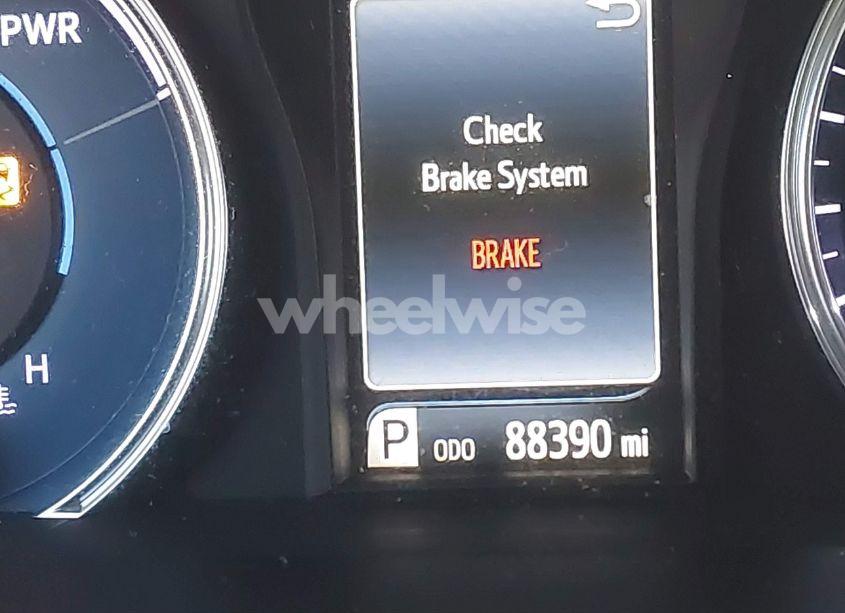 PWR
Check
Brake System
BRAKE
wheelwise
H
P ODO 88390 mi